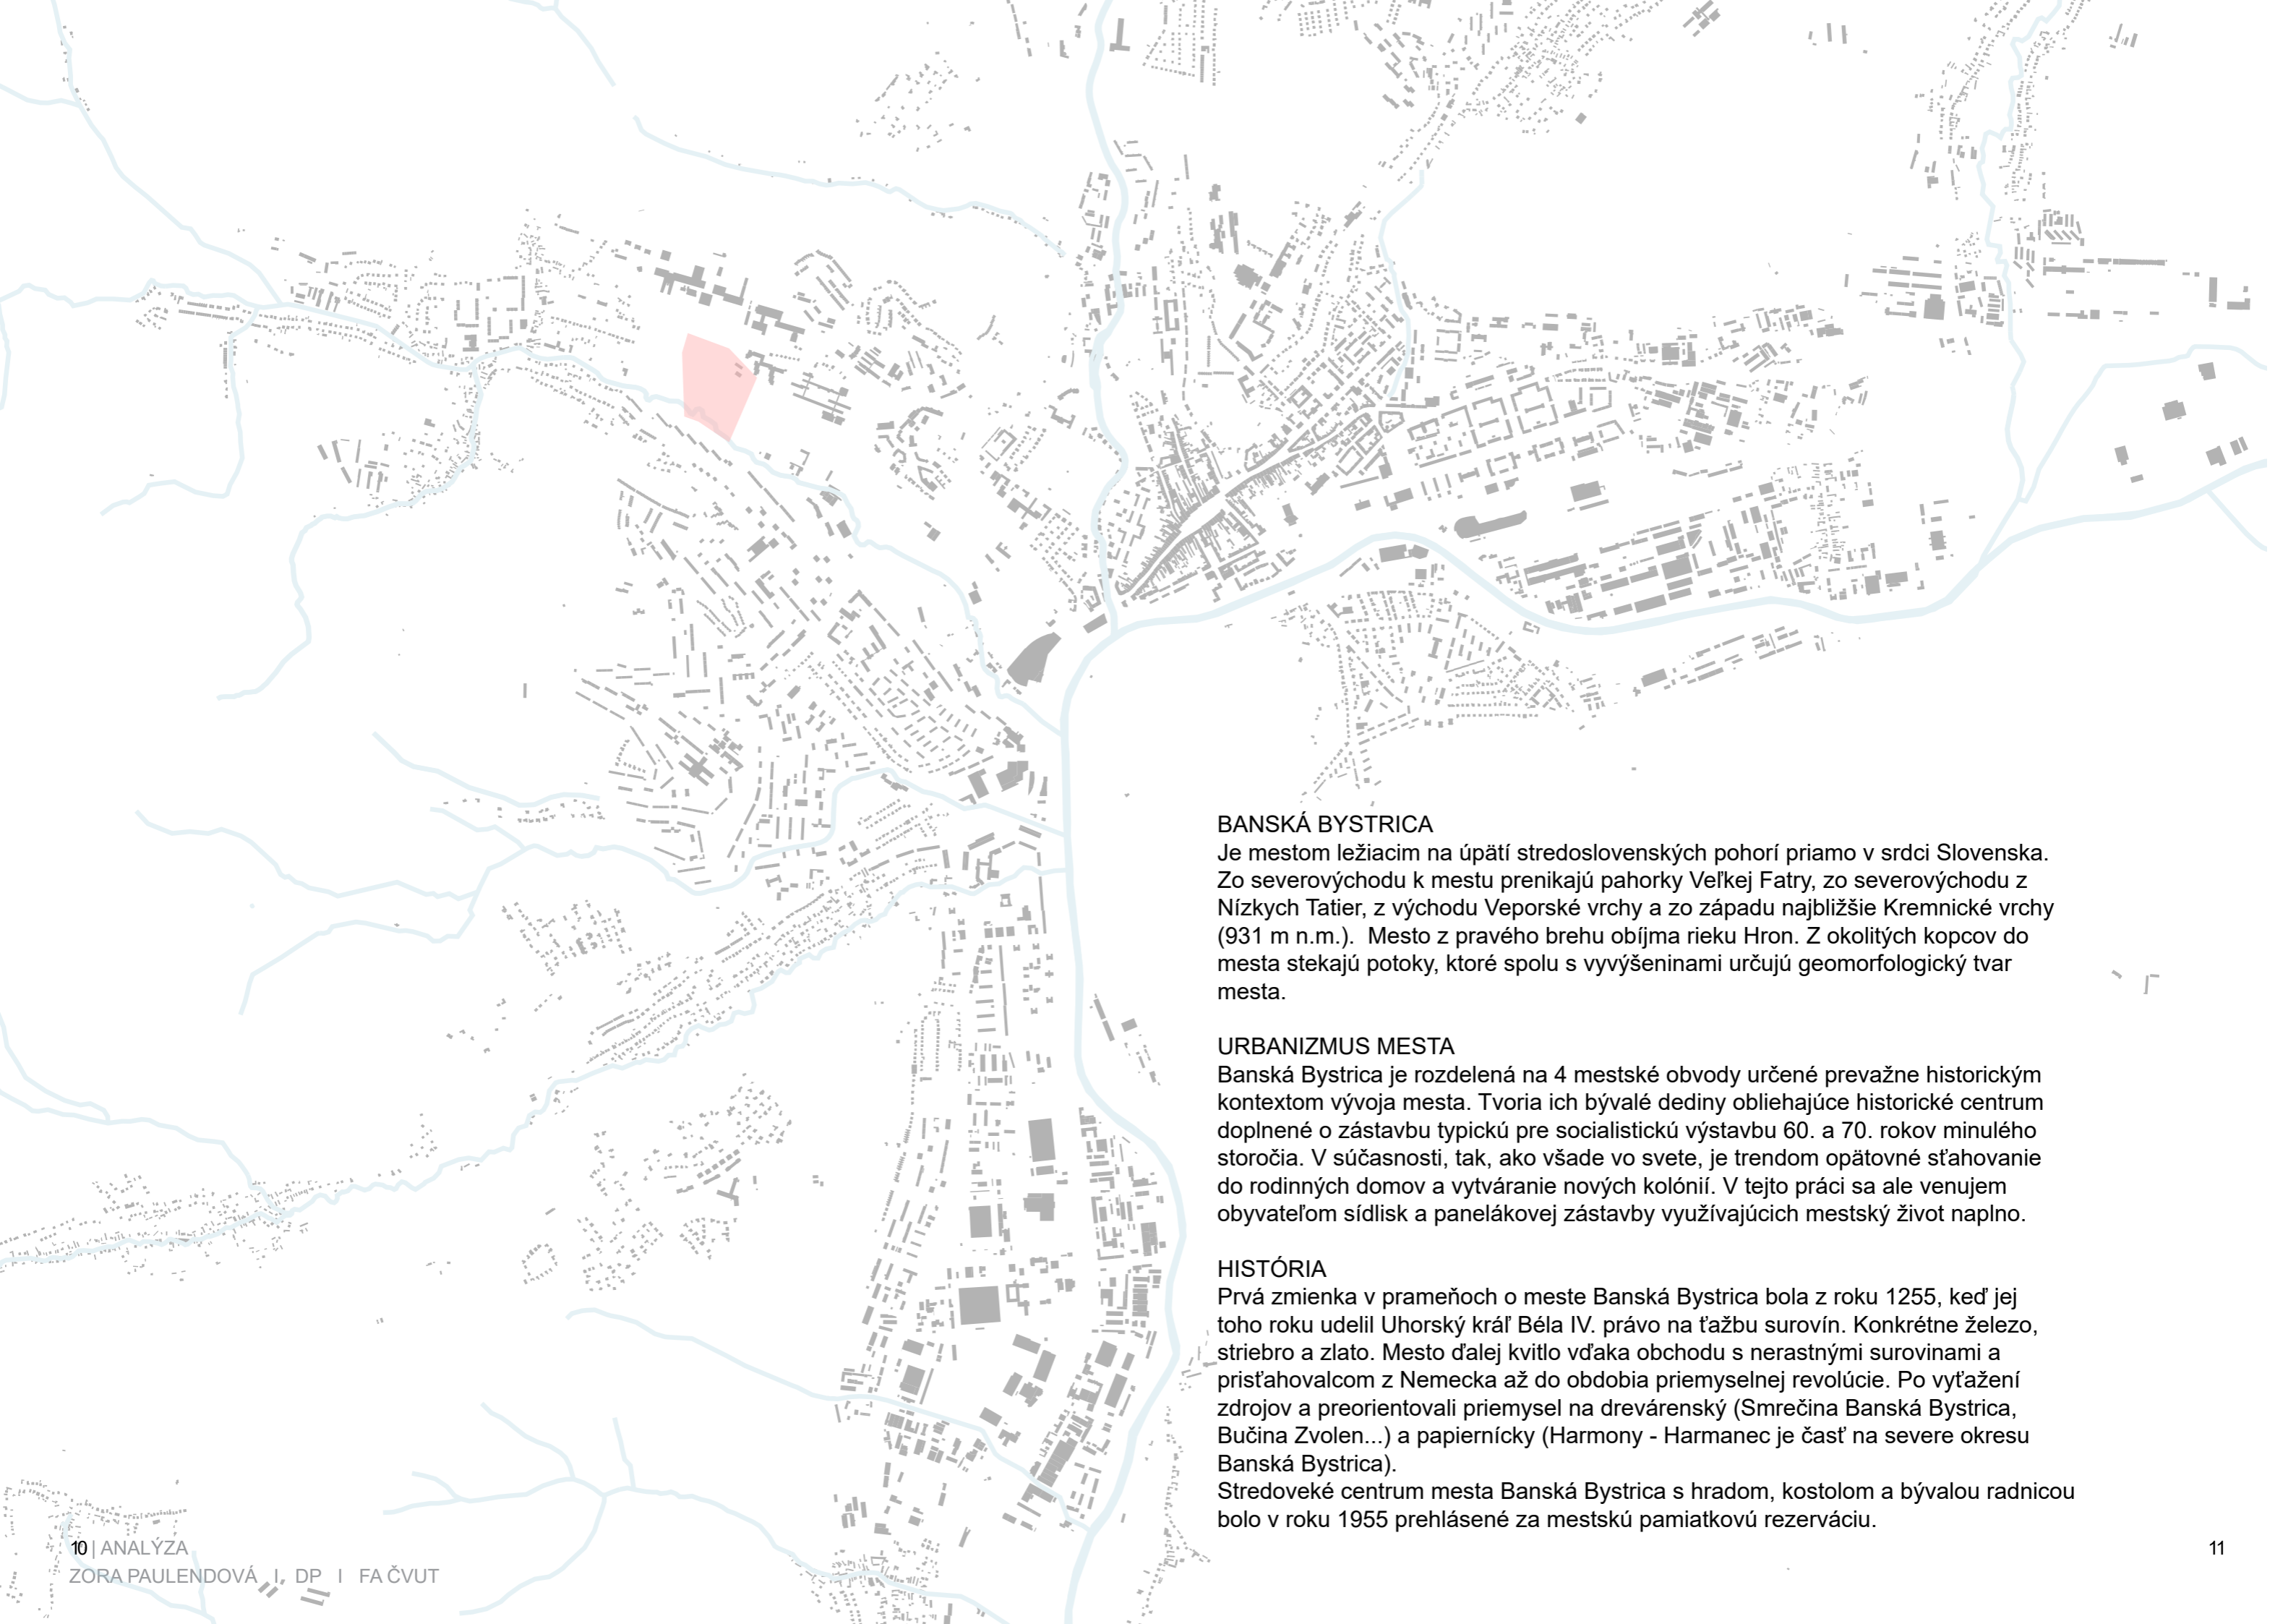 BANSKÁ BYSTRICA
Je mestom ležiacim na úpätí stredoslovenských pohorí priamo v srdci Slovenska.
Zo severovýchodu k mestu prenikajú pahorky Veľkej Fatry, zo severovýchodu z
Nízkych Tatier, z východu Veporské vrchy a zo západu najbližšie Kremnické vrchy
(931 m n.m.).  Mesto z pravého brehu obíjma rieku Hron. Z okolitých kopcov do
mesta stekajú potoky, ktoré spolu s vyvýšeninami určujú geomorfologický tvar
mesta.
URBANIZMUS MESTA
Banská Bystrica je rozdelená na 4 mestské obvody určené prevažne historickým
kontextom vývoja mesta. Tvoria ich bývalé dediny obliehajúce historické centrum
doplnené o zástavbu typickú pre socialistickú výstavbu 60. a 70. rokov minulého
storočia. V súčasnosti, tak, ako všade vo svete, je trendom opätovné sťahovanie
do rodinných domov a vytváranie nových kolónií. V tejto práci sa ale venujem
obyvateľom sídlisk a panelákovej zástavby využívajúcich mestský život naplno.
HISTÓRIA
Prvá zmienka v prameňoch o meste Banská Bystrica bola z roku 1255, keď jej
toho roku udelil Uhorský kráľ Béla IV. právo na ťažbu surovín. Konkrétne železo,
striebro a zlato. Mesto ďalej kvitlo vďaka obchodu s nerastnými surovinami a
prisťahovalcom z Nemecka až do obdobia priemyselnej revolúcie. Po vyťažení
zdrojov a preorientovali priemysel na drevárenský (Smrečina Banská Bystrica,
Bučina Zvolen...) a papiernícky (Harmony - Harmanec je časť na severe okresu
Banská Bystrica).
Stredoveké centrum mesta Banská Bystrica s hradom, kostolom a bývalou radnicou
bolo v roku 1955 prehlásené za mestskú pamiatkovú rezerváciu.
10 | ANALÝZA
ZORA PAULENDOVÁ I DP I FA ČVUT
11